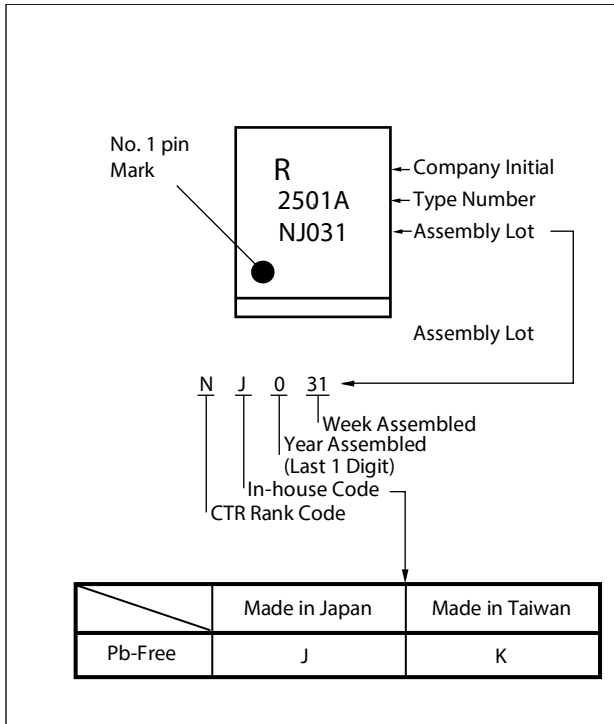 No. 1 pin
Mark
R
2501A
NJ031
Company Initial
Type Number
Assembly Lot
Assembly Lot
N J 0 31
Week Assembled
Year Assembled
(Last 1 Digit)
In-house Code
CTR Rank Code
Made in Japan Made in Taiwan
Pb-Free J K